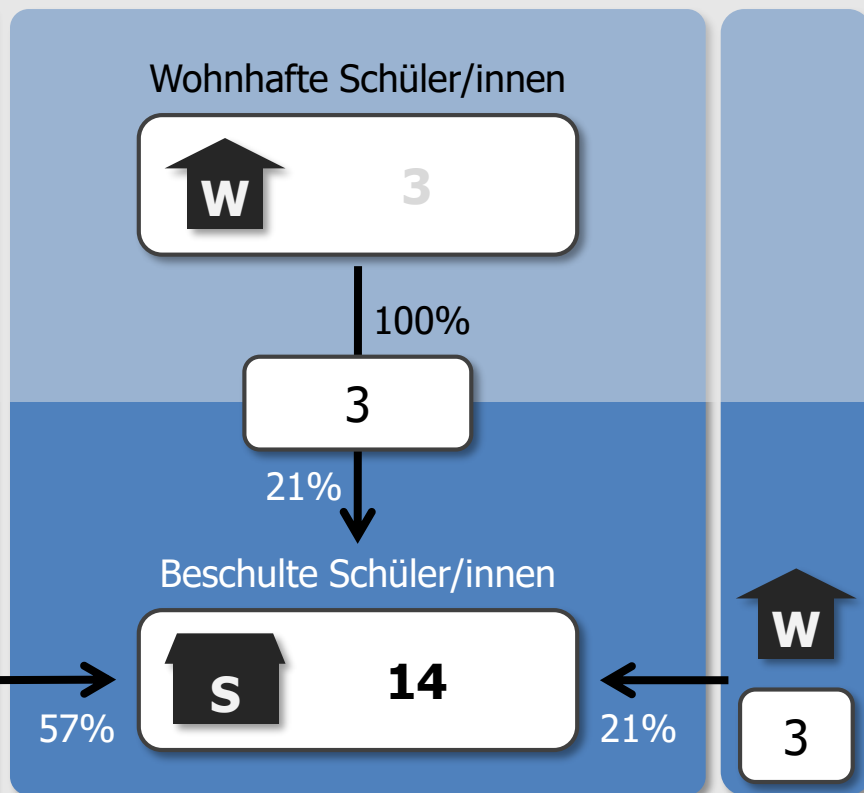 Wohnhafte Schüler/innen
W 3
100%
3
21%
Beschulte Schüler/innen
S 14
57%
21%
W
3